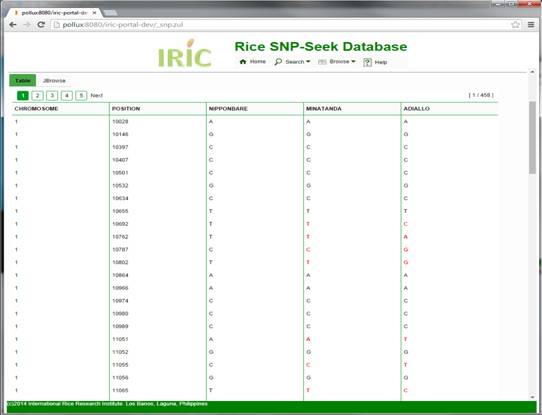 pollux:8080/iric-portal-dev ×
pollux:8080/iric-portal-dev/_snp.zul
IRIC
Rice SNP-Seek Database
Home Search Browse Help
Table JBrowse
1 2 3 4 5 Next [ 1 / 458 ]
CHROMOSOME POSITION NIPPONBARE MINATANDA ADIALLO
1 10028 A A A
1 10146 G G G
1 10397 C C C
1 10407 C C C
1 10501 C C C
1 10532 G G G
1 10634 C C C
1 10655 T T T
1 10692 T T C
1 10762 T T A
1 10787 C C G
1 10802 T T G
1 10864 A A A
1 10966 A A A
1 10974 C C C
1 10980 C C C
1 10989 C C C
1 11051 A A T
1 11052 G G G
1 11055 C C T
1 11056 G G G
1 11065 T T C
(c)2014 International Rice Research Institute Los Banos, Laguna, Philippines